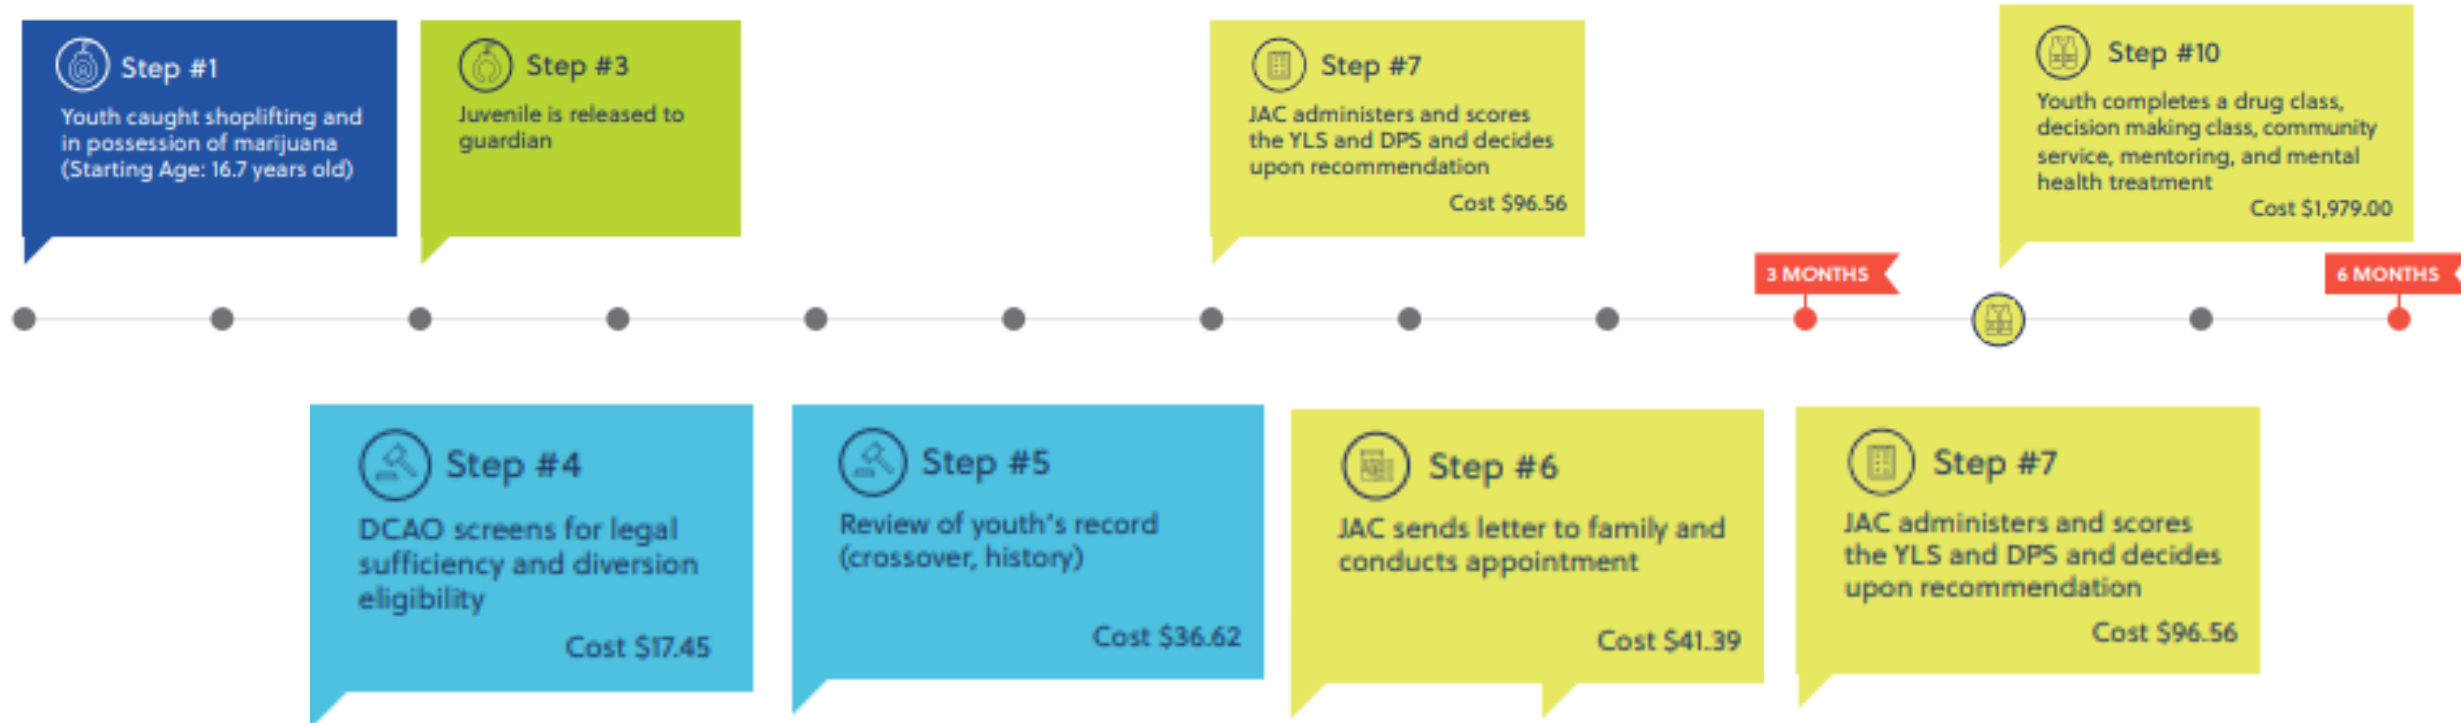 Step #1
Youth caught shoplifting and
in possession of marijuana
(Starting Age: 16.7 years old)
Step #3
Juvenile is released to
guardian
Step #7
JAC administers and scores
the YLS and DPS and decides
upon recommendation
Cost $96.56
Step #10
Youth completes a drug class,
decision making class, community
service, mentoring, and mental
health treatment
Cost $1,979.00
3 MONTHS
6 MONTHS
Step #4
DCAO screens for legal
sufficiency and diversion
eligibility
Cost $17.45
Step #5
Review of youth's record
(crossover, history)
Cost $36.62
Step #6
JAC sends letter to family and
conducts appointment
Cost $41.39
Step #7
JAC administers and scores
the YLS and DPS and decides
upon recommendation
Cost $96.56